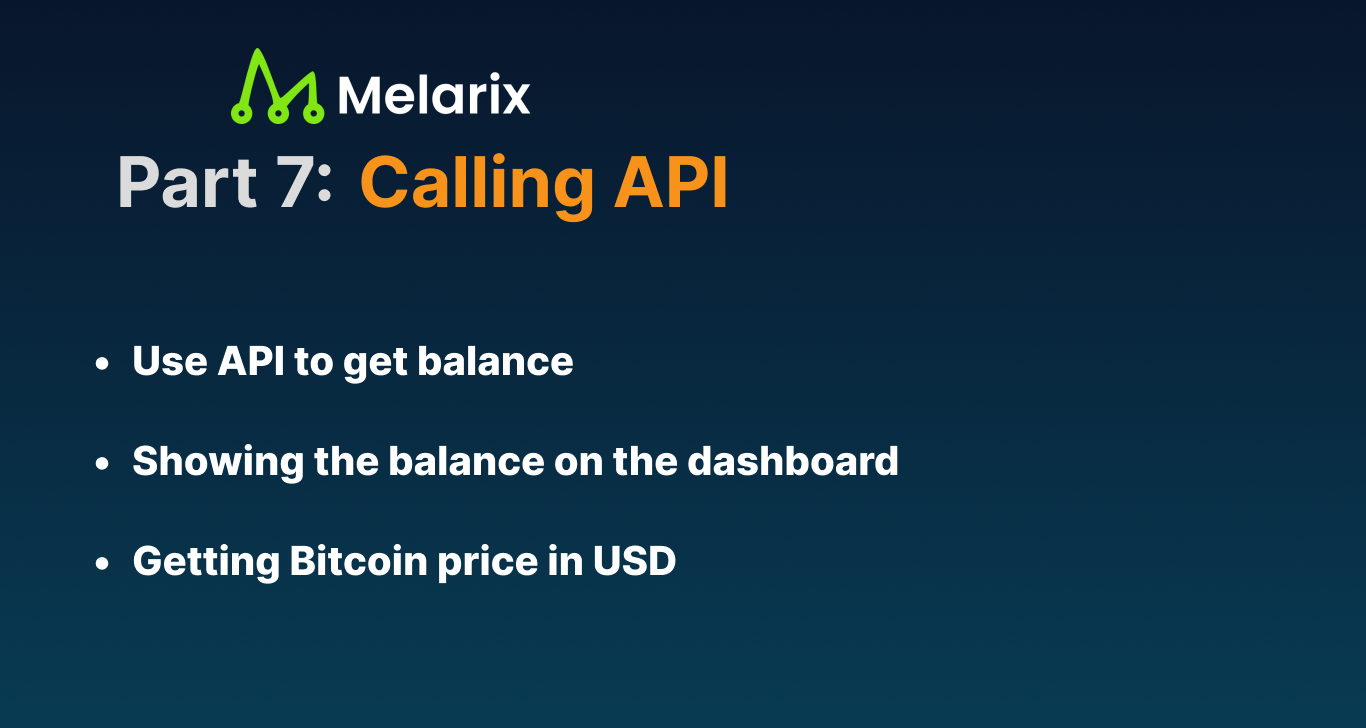 Melarix
Part 7: Calling API
• Use API to get balance
• Showing the balance on the dashboard
• Getting Bitcoin price in USD